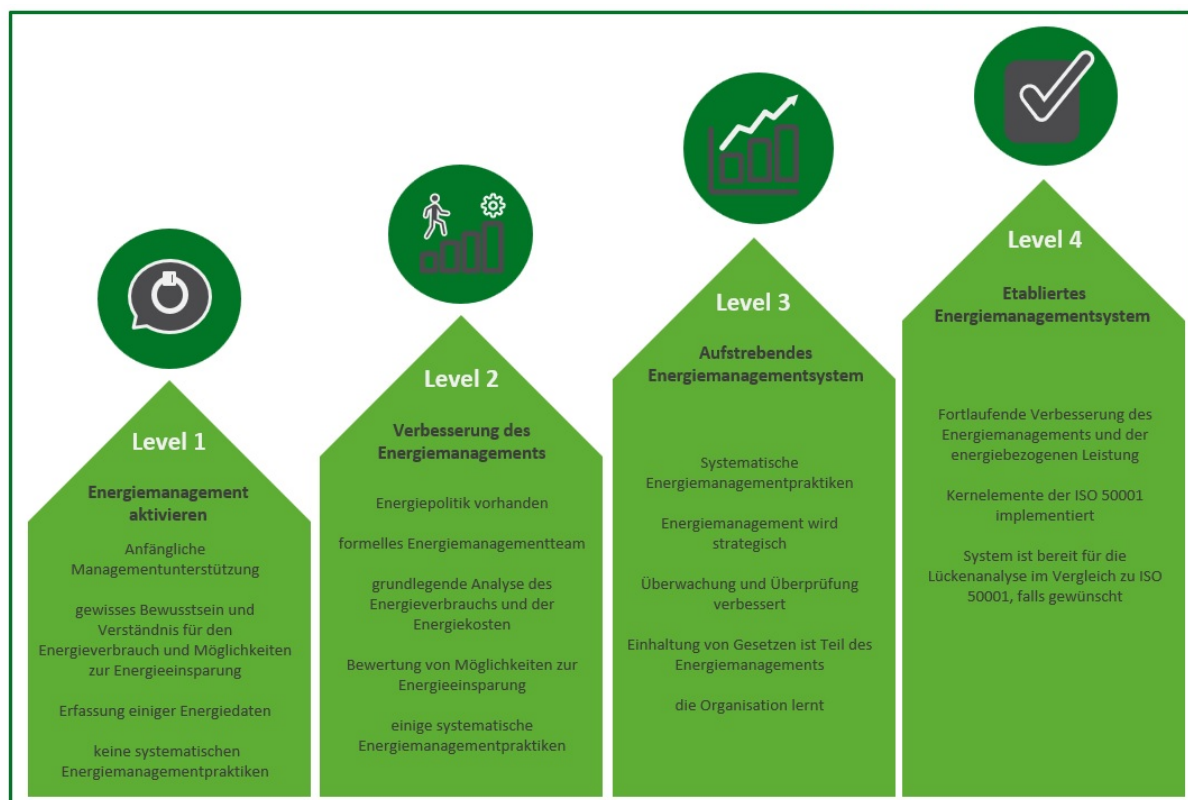 Level 1
Energiemanagement
aktivieren
Anfängliche
Managementunterstützung
gewisses Bewusstsein und
Verständnis für den
Energieverbrauch und Möglichkeiten
zur Energieeinsparung
Erfassung einiger Energiedaten
keine systematischen
Energiemanagementpraktiken
Level 2
Verbesserung des
Energiemanagements
Energiepolitik vorhanden
formelles Energiemanagementteam
grundlegende Analyse des
Energieverbrauchs und der
Energiekosten
Bewertung von Möglichkeiten zur
Energieeinsparung
einige systematische
Energiemanagementpraktiken
Level 3
Aufstrebendes
Energiemanagementsystem
Systematische
Energiemanagementpraktiken
Energiemanagement wird
strategisch
Überwachung und Überprüfung
verbessert
Einhaltung von Gesetzen ist Teil des
Energiemanagements
die Organisation lernt
Level 4
Etabliertes
Energiemanagementsystem
Fortlaufende Verbesserung des
Energiemanagements und der
energiebezogenen Leistung
Kernelemente der ISO 50001
implementiert
System ist bereit für die
Lückenanalyse im Vergleich zu ISO
50001, falls gewünscht